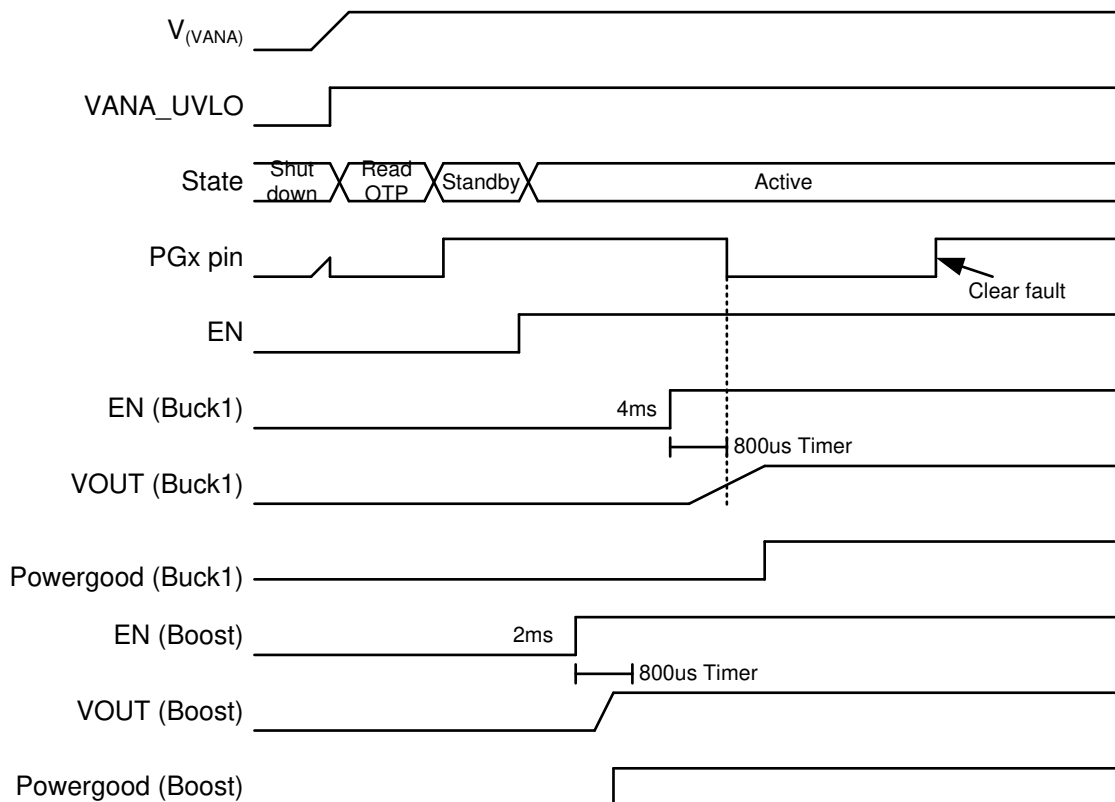 V(VANA)
VANA_UVLO
State
Shut
down
Read
OTP
Standby
Active
PGx pin
Clear fault
EN
EN (Buck1)
4ms
800us Timer
VOUT (Buck1)
Powergood (Buck1)
EN (Boost)
2ms
800us Timer
VOUT (Boost)
Powergood (Boost)